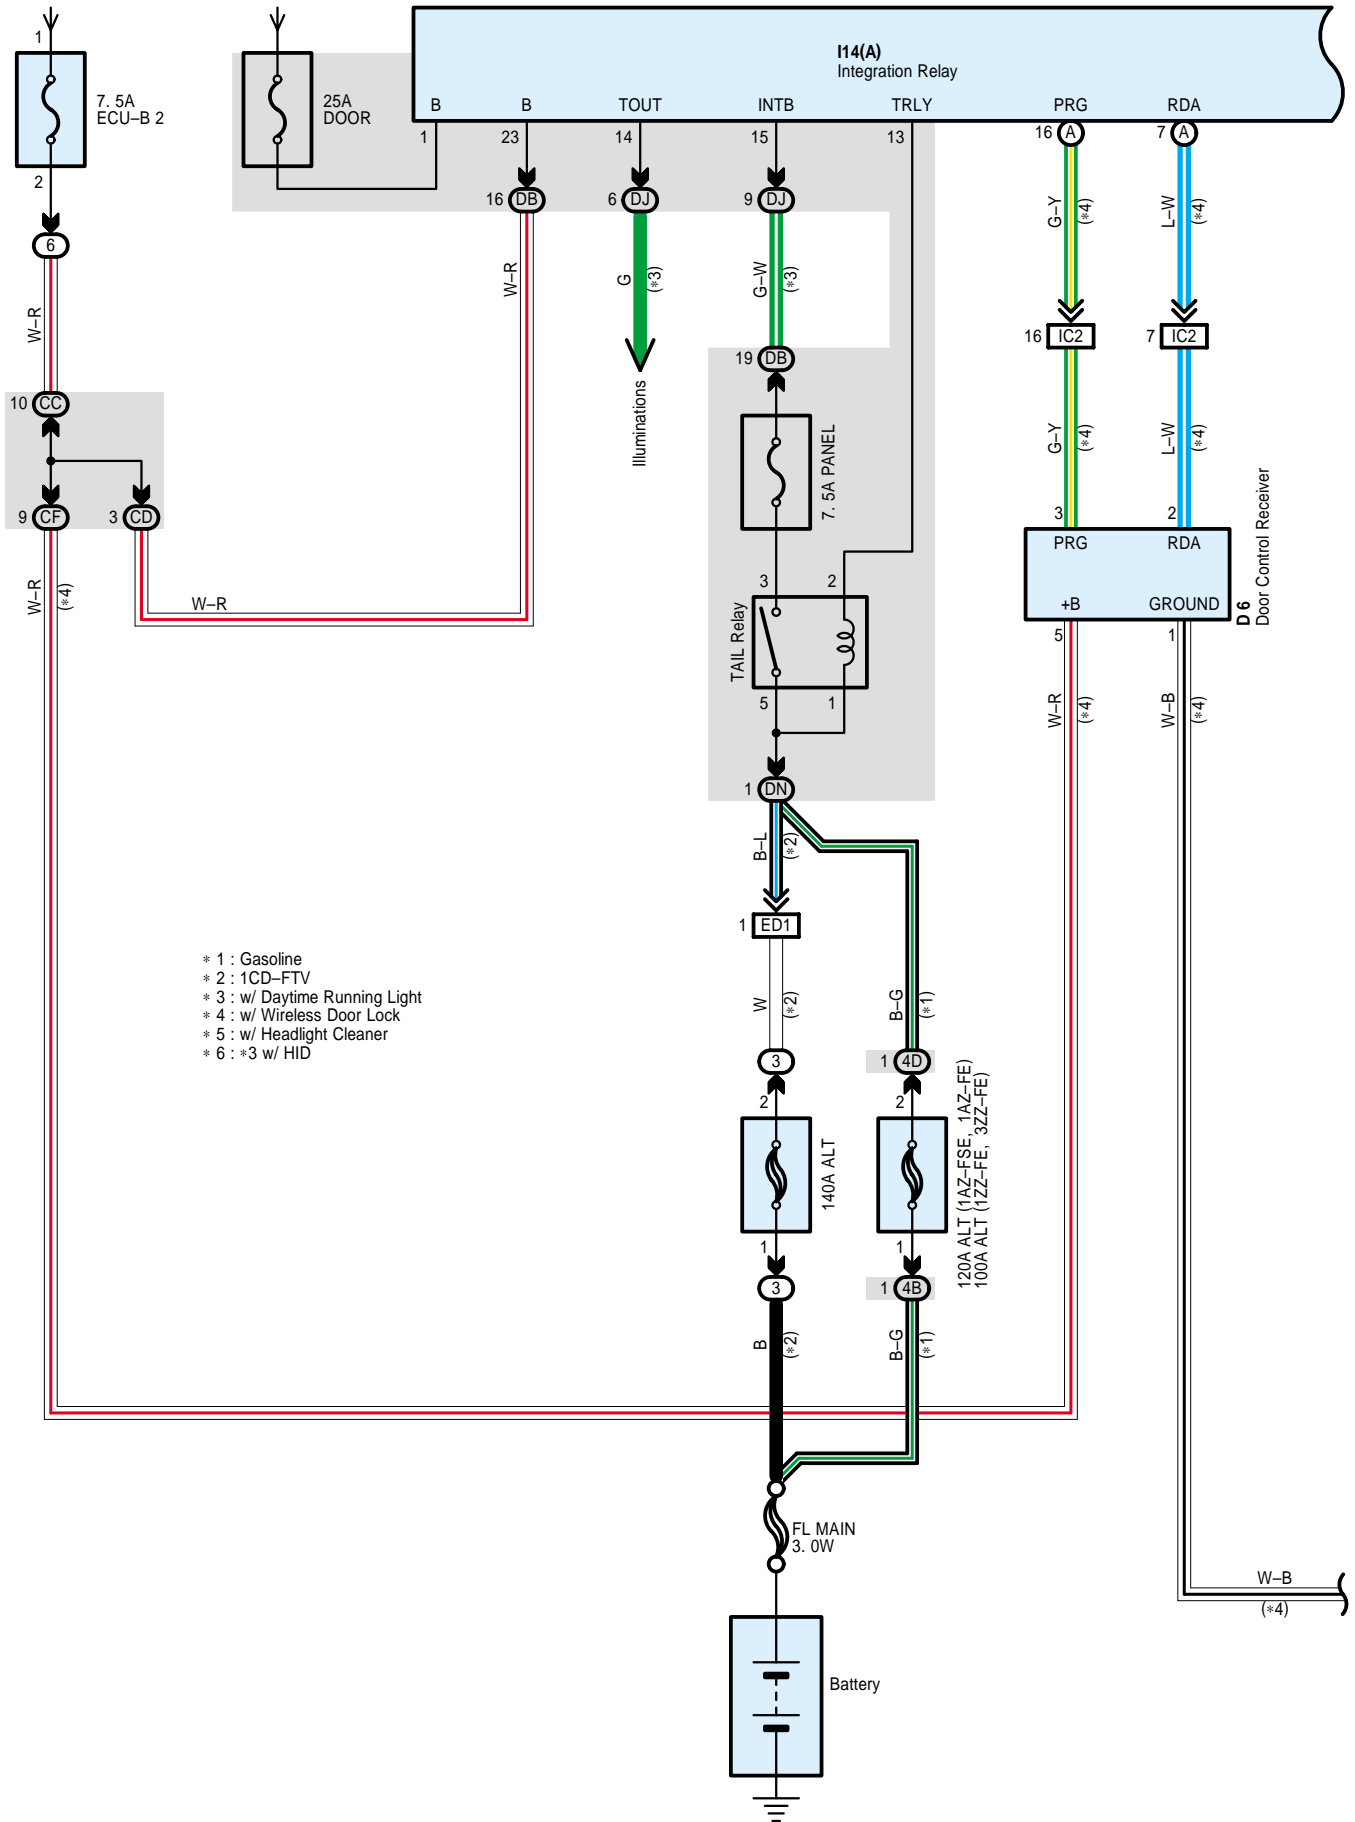 I14(A)
Integration Relay
1
7. 5A
ECU–B 2
2
25A
DOOR
B
B
TOUT
INTB
TRLY
PRG
RDA
1
23
14
15
13
16 A
7 A
16 DB
6 DJ
9 DJ
6
W–R
W–R
G
(∗3)
G–W
(∗3)
G–Y
(∗4)
L–W
(∗4)
16 IC2
7 IC2
19 DB
Illuminations
7. 5A PANEL
10 CC
9 CF
3 CD
G–Y
(∗4)
L–W
(∗4)
3
2
PRG
RDA
+B
GROUND
D 6
Door Control Receiver
5
1
W–R
(∗4)
W–R
3
2
TAIL Relay
5
1
W–R
(∗4)
W–B
(∗4)
1 DN
B–L
(∗2)
1 ED1
W
(∗2)
B–G
(∗1)
∗ 1 : Gasoline
∗ 2 : 1CD–FTV
∗ 3 : w/ Daytime Running Light
∗ 4 : w/ Wireless Door Lock
∗ 5 : w/ Headlight Cleaner
∗ 6 : ∗3 w/ HID
3
1 4D
2
2
140A ALT
120A ALT (1AZ–FSE, 1AZ–FE)
100A ALT (1ZZ–FE, 3ZZ–FE)
1
1
3
1 4B
B
(∗2)
B–G
(∗1)
FL MAIN
3. 0W
W–B
(∗4)
Battery